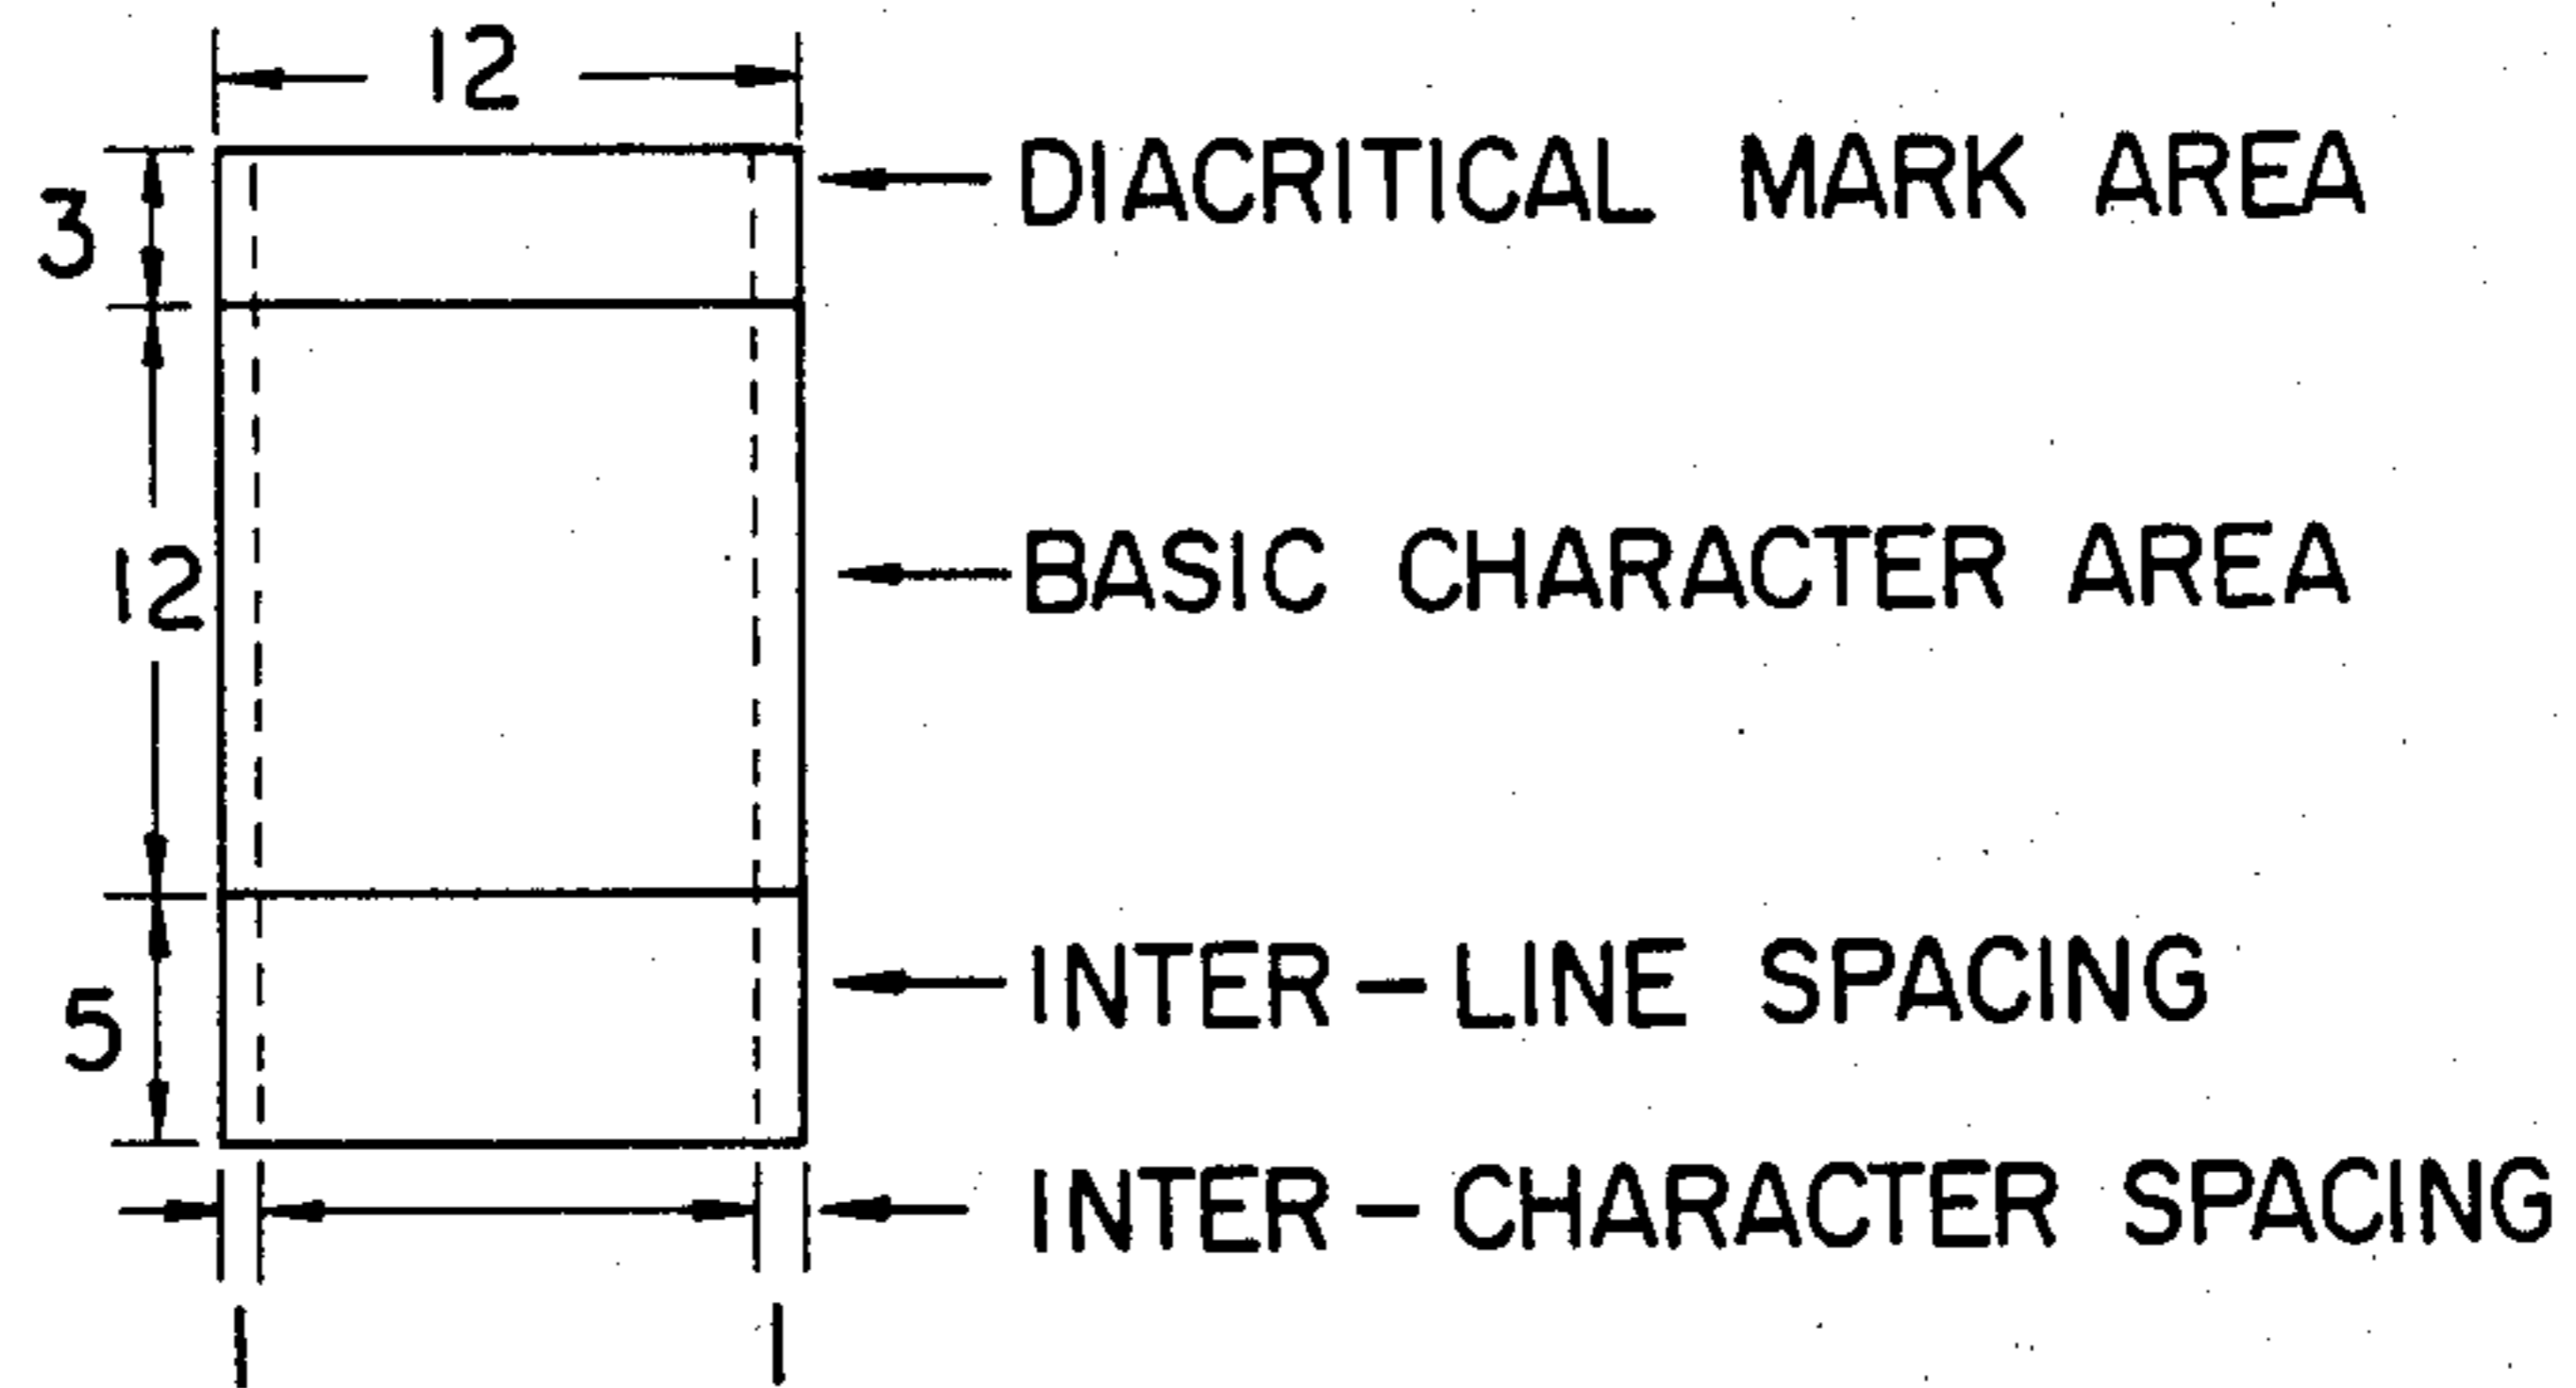 12
3
DIACRITICAL MARK AREA
12
BASIC CHARACTER AREA
5
INTER-LINE SPACING
INTER-CHARACTER SPACING
1 1